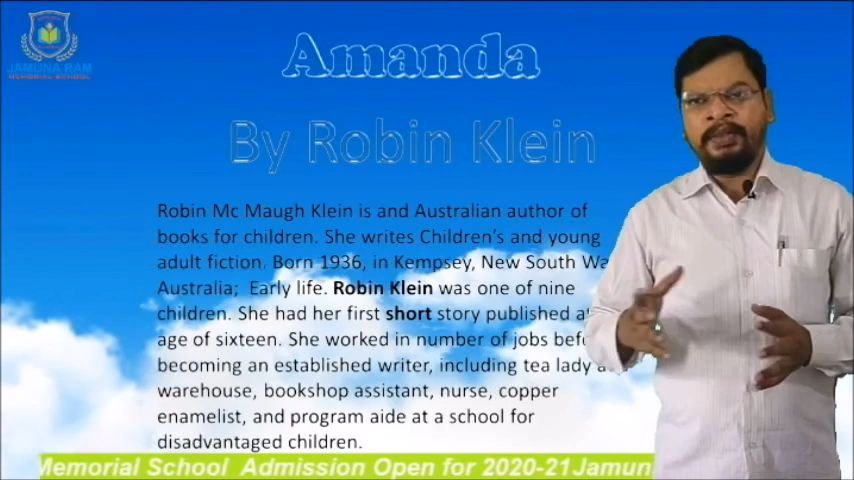 JAMUNA RAM
MEMORIAL SCHOOL
Amanda
By Robin Klein
Robin Mc Maugh Klein is and Australian author of
books for children. She writes Children's and young
adult fiction. Born 1936, in Kempsey, New South
Australia; Early life. Robin Klein was one of nine
children. She had her first short story published
age of sixteen. She worked in number of jobs
becoming an established writer, including tea lady
warehouse, bookshop assistant, nurse, copper
enamelist, and program aide at a school for
disadvantaged children.
Memorial School Admission Open for 2020-21 Jamun